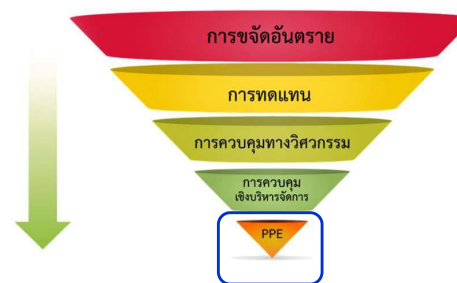 การขจัดอันตราย
การทดแทน
การควบคุมทางวิศวกรรม
การควบคุม
เชิงบริหารจัดการ
PPE